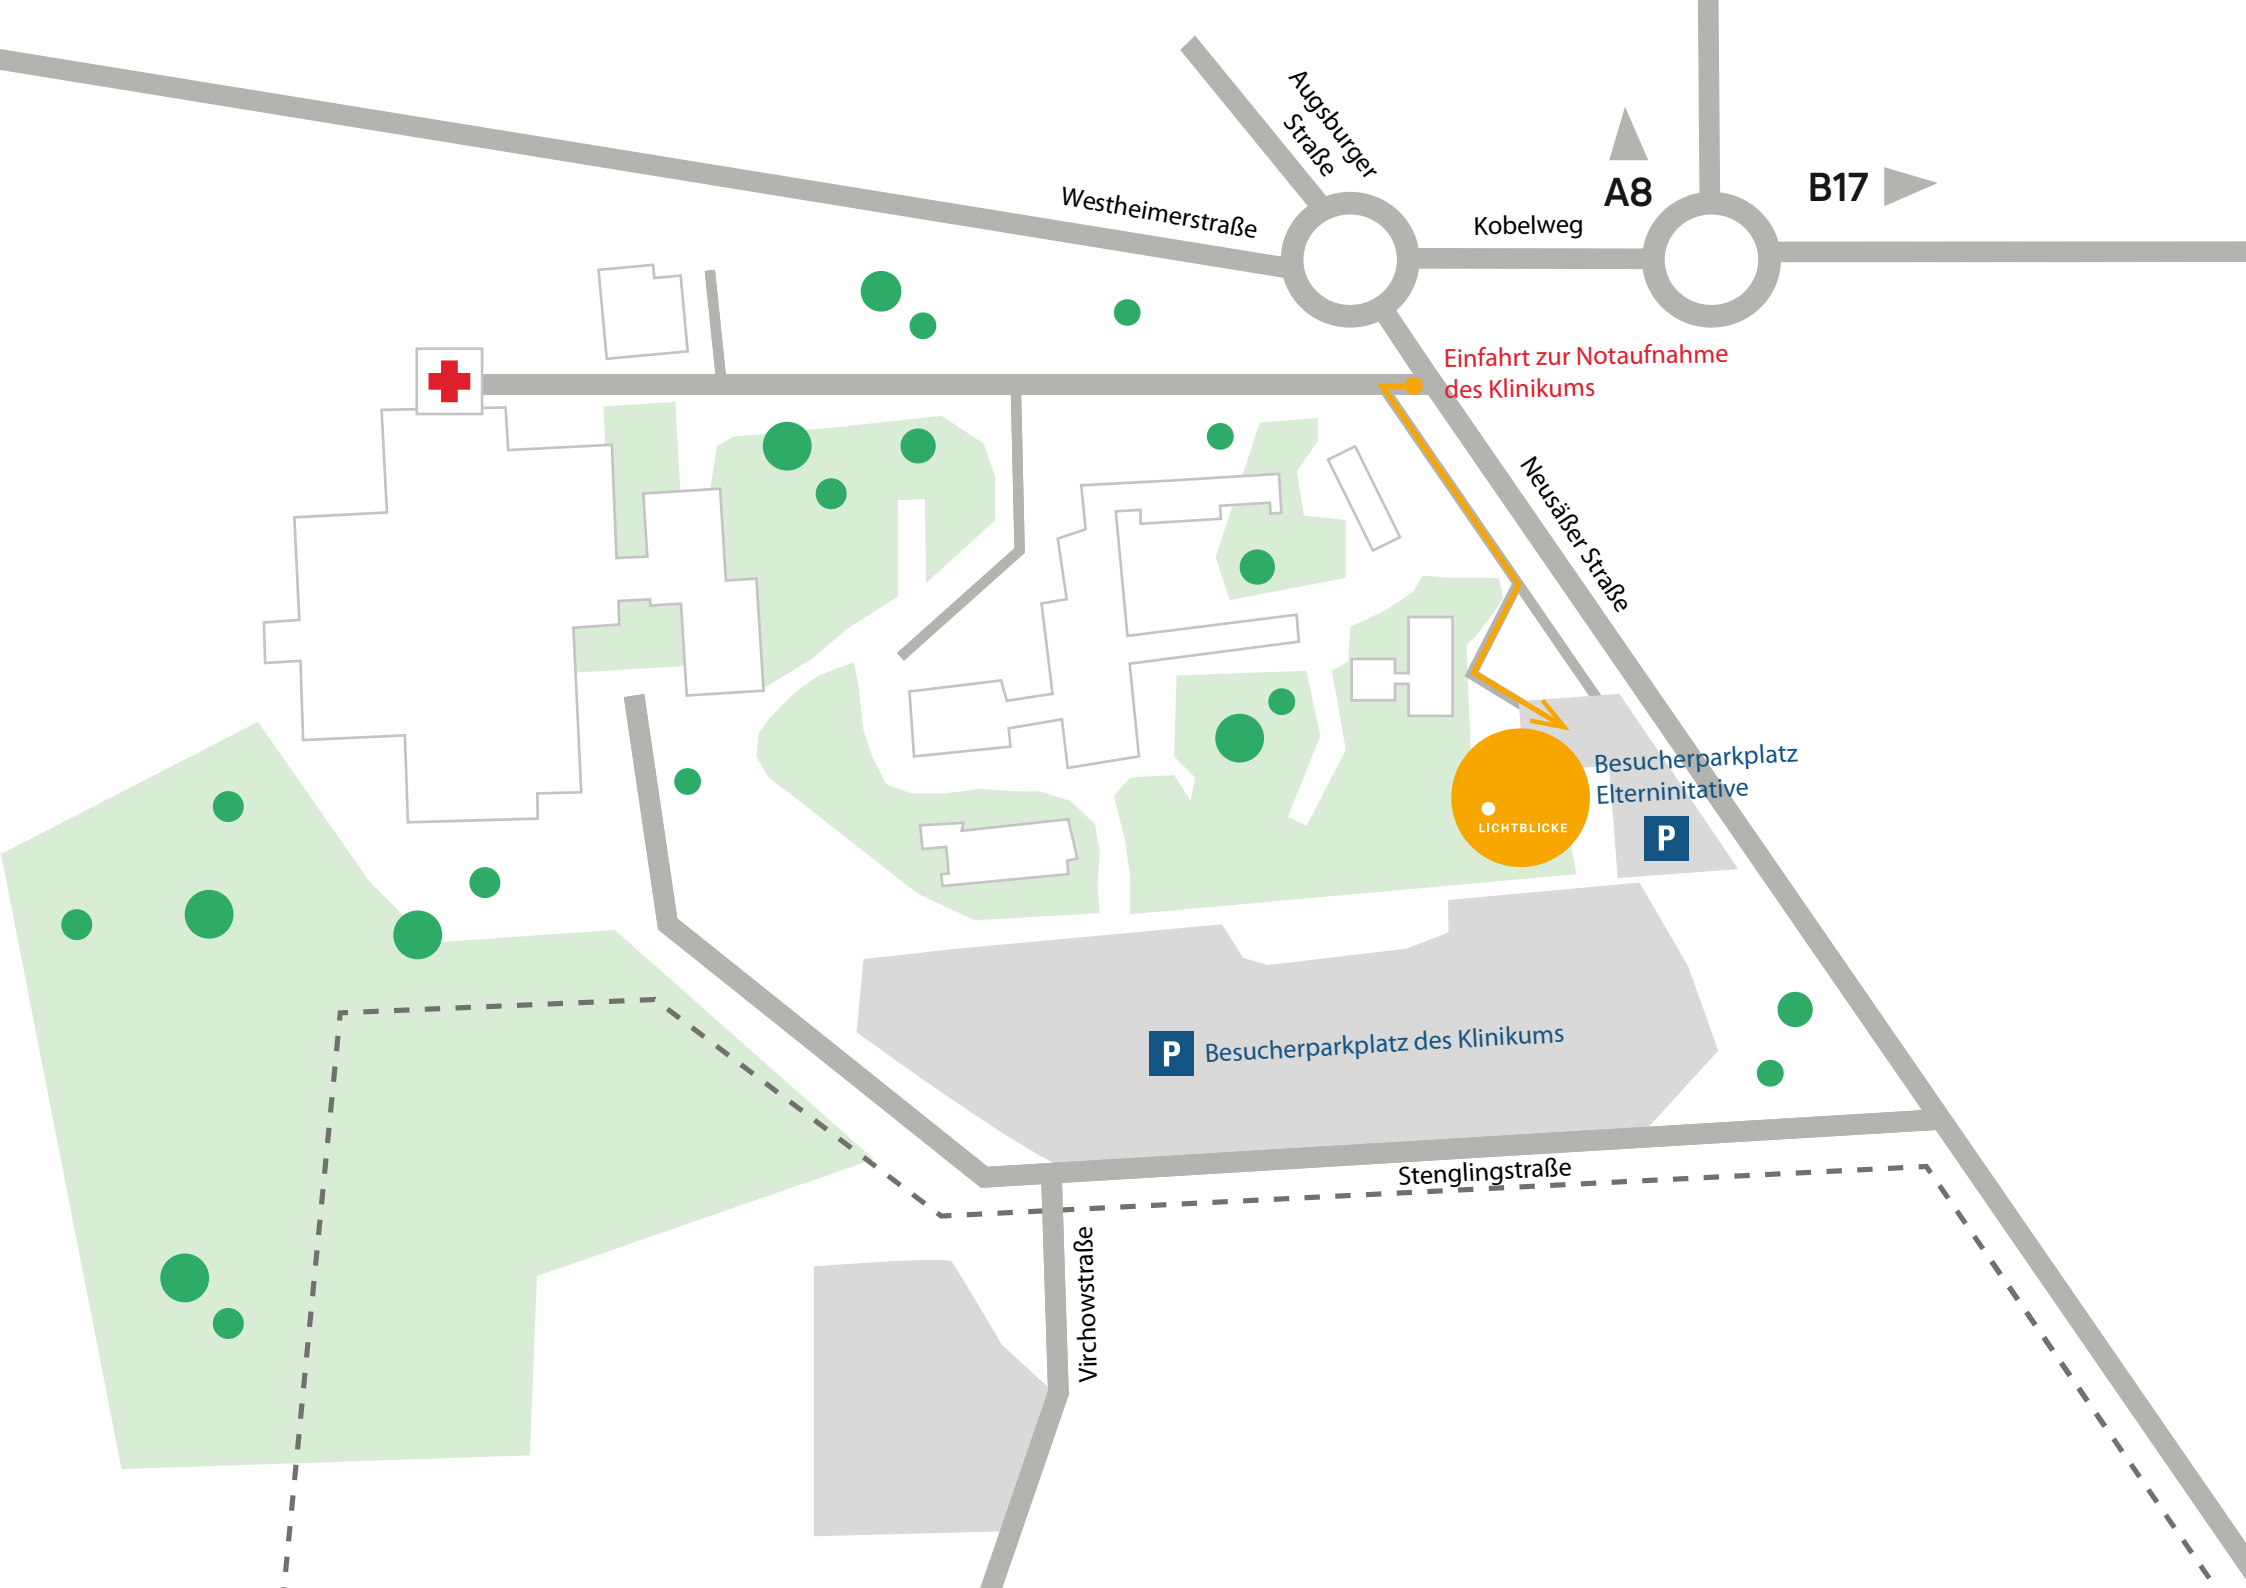 Augsburger
Straße
Westheimerstraße
Kobelweg
A8
B17
Einfahrt zur Notaufnahme
des Klinikums
Neusäßer Straße
Besucherparkplatz
Elterninitative
LICHTBLICKE
P
P
Besucherparkplatz des Klinikums
Stenglingstraße
Virchowstraße